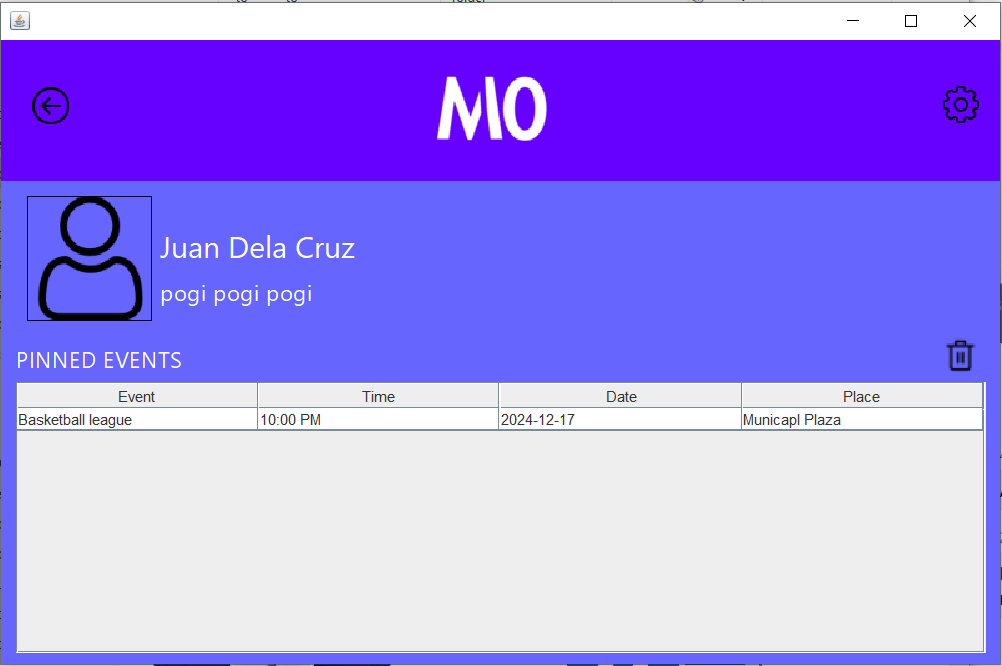 MO
Juan Dela Cruz
pogi pogi pogi
PINNED EVENTS
Event Time Date Place
Basketball league 10:00 PM 2024-12-17 Municapl Plaza